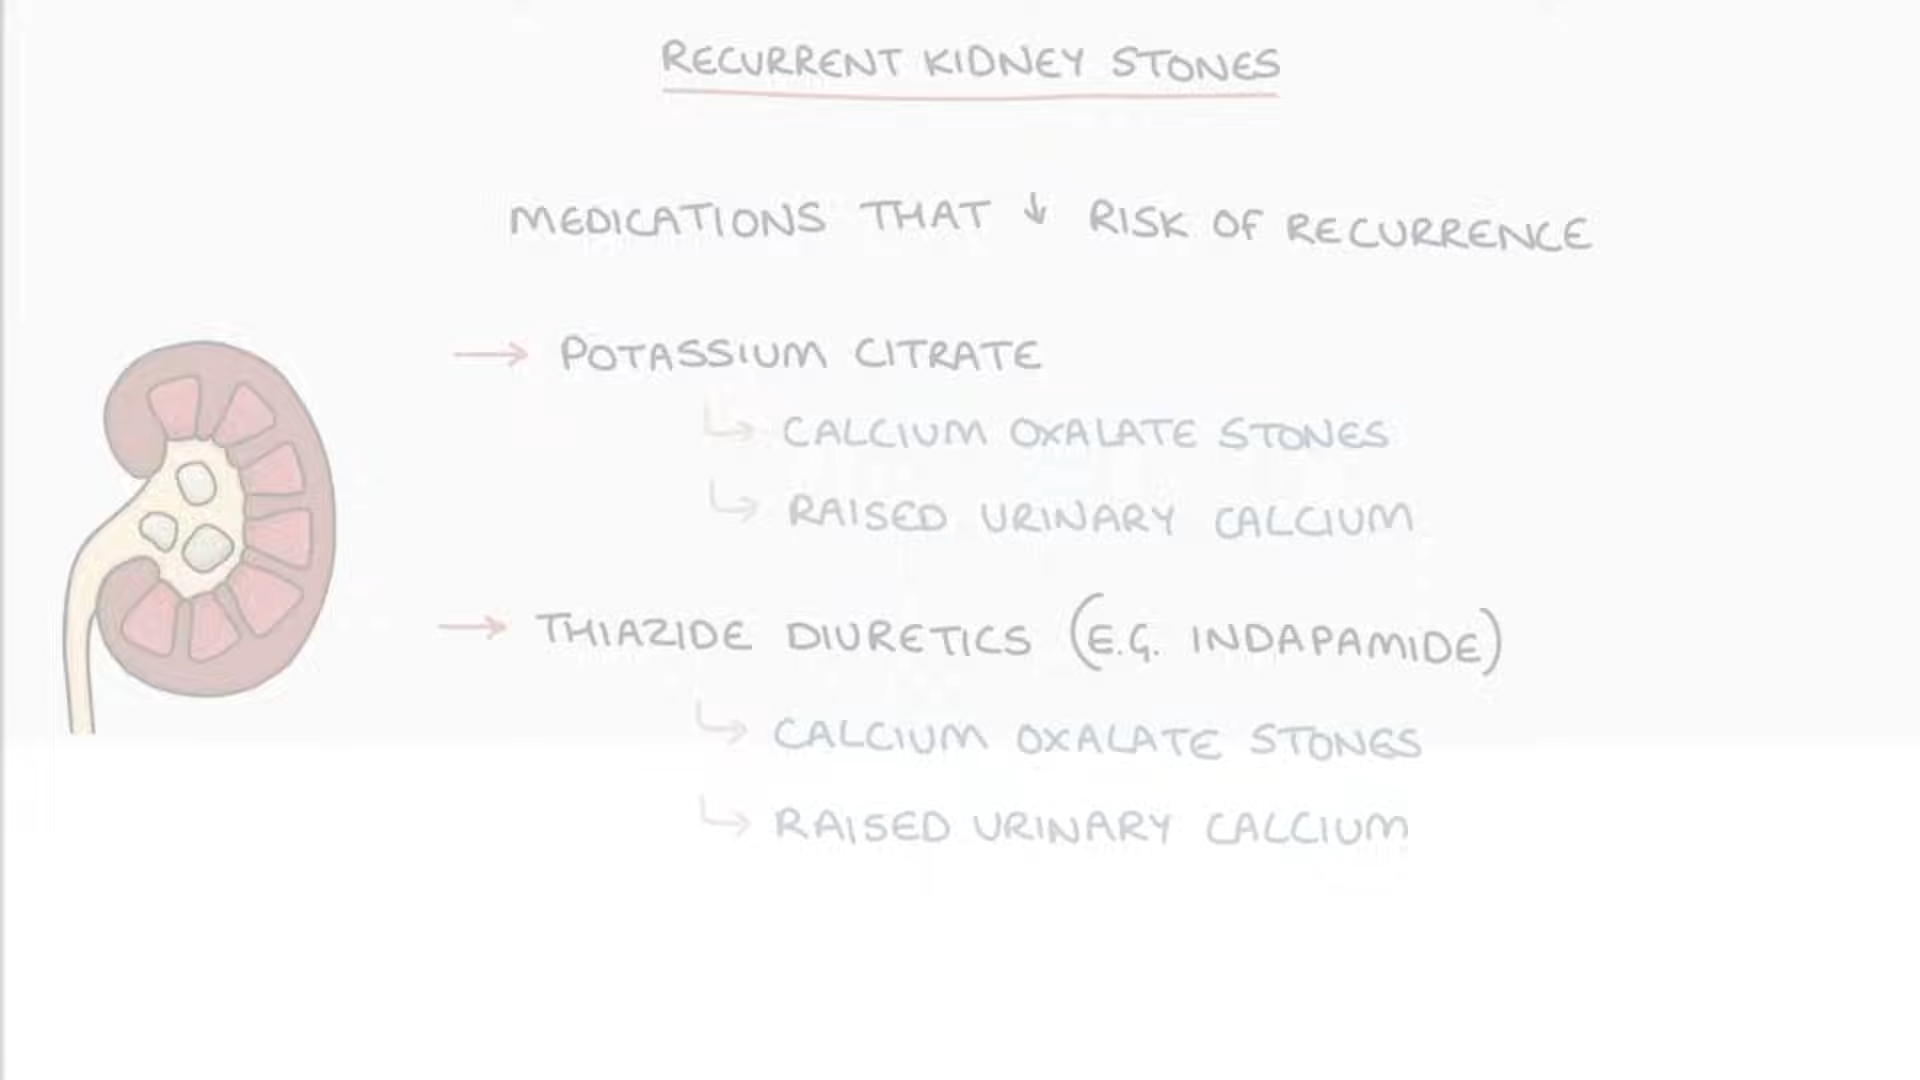 RECURRENT KIDNEY STONES
MEDICATIONS THAT ↓ RISK OF RECURRENCE
→ POTASSIUM CITRATE
↳ CALCIUM OXALATE STONES
↳ RAISED URINARY CALCIUM
→ THIAZIDE DIURETICS (E.G. INDAPAMIDE)
↳ CALCIUM OXALATE STONES
↳ RAISED URINARY CALCIUM